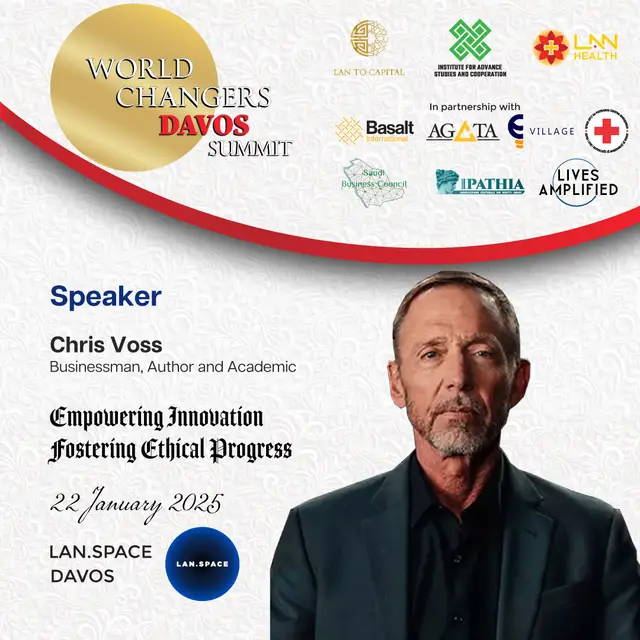 WORLD
CHANGERS
DAVOS
SUMMIT
LAN TO CAPITAL
INSTITUTE FOR ADVANCE
STUDIES AND COOPERATION
LNN
HEALTH
In partnership with
Basalt
International
AGATA
VILLAGE
Saudi
Business Council
IPATHIA
LIVES
AMPLIFIED
Speaker
Chris Voss
Businessman, Author and Academic
Empowering Innovation
Fostering Ethical Progress
22 January 2025
LAN.SPACE
DAVOS
LAN.SPACE